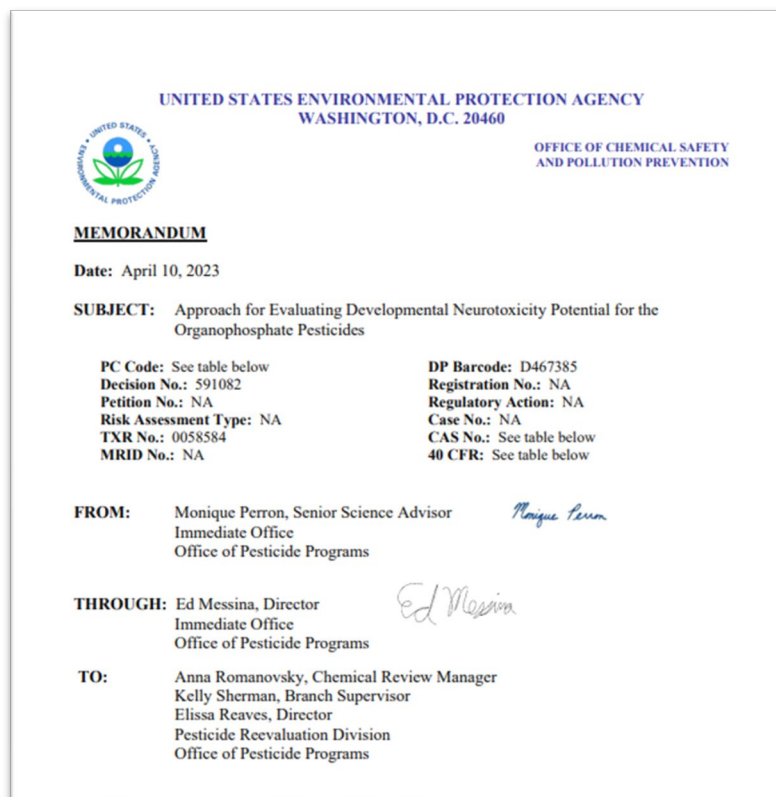 UNITED STATES ENVIRONMENTAL PROTECTION AGENCY
WASHINGTON, D.C. 20460
OFFICE OF CHEMICAL SAFETY
AND POLLUTION PREVENTION
UNITED STATES
ENVIRONMENTAL PROTECTION AGENCY
MEMORANDUM
Date: April 10, 2023
SUBJECT: Approach for Evaluating Developmental Neurotoxicity Potential for the
Organophosphate Pesticides
PC Code: See table below
Decision No.: 591082
Petition No.: NA
Risk Assessment Type: NA
TXR No.: 0058584
MRID No.: NA
DP Barcode: D467385
Registration No.: NA
Regulatory Action: NA
Case No.: NA
CAS No.: See table below
40 CFR: See table below
FROM: Monique Perron, Senior Science Advisor
Immediate Office
Office of Pesticide Programs
Monique Perron
THROUGH: Ed Messina, Director
Immediate Office
Office of Pesticide Programs
Ed Messina
TO: Anna Romanovsky, Chemical Review Manager
Kelly Sherman, Branch Supervisor
Elissa Reaves, Director
Pesticide Reevaluation Division
Office of Pesticide Programs